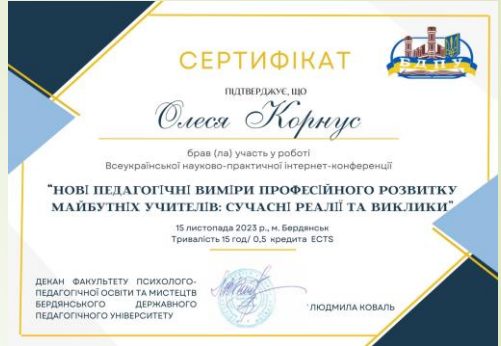 СЕРТИФІКАТ
БДПУ
ПІДТВЕРДЖУЄ, ЩО
Олеся Корнус
брав (ла) участь у роботі
Всеукраїнської науково-практичної інтернет-конференції
"НОВІ ПЕДАГОГІЧНІ ВИМІРИ ПРОФЕСІЙНОГО РОЗВИТКУ
МАЙБУТНІХ УЧИТЕЛІВ: СУЧАСНІ РЕАЛІЇ ТА ВИКЛИКИ"
15 листопада 2023 р., м. Бердянськ
Тривалість 15 год/ 0,5 кредита ECTS
ДЕКАН ФАКУЛЬТЕТУ ПСИХОЛОГО-
ПЕДАГОГІЧНОЇ ОСВІТИ ТА МИСТЕЦТВ
БЕРДЯНСЬКОГО ДЕРЖАВНОГО
ПЕДАГОГІЧНОГО УНІВЕРСИТЕТУ
ЛЮДМИЛА КОВАЛЬ